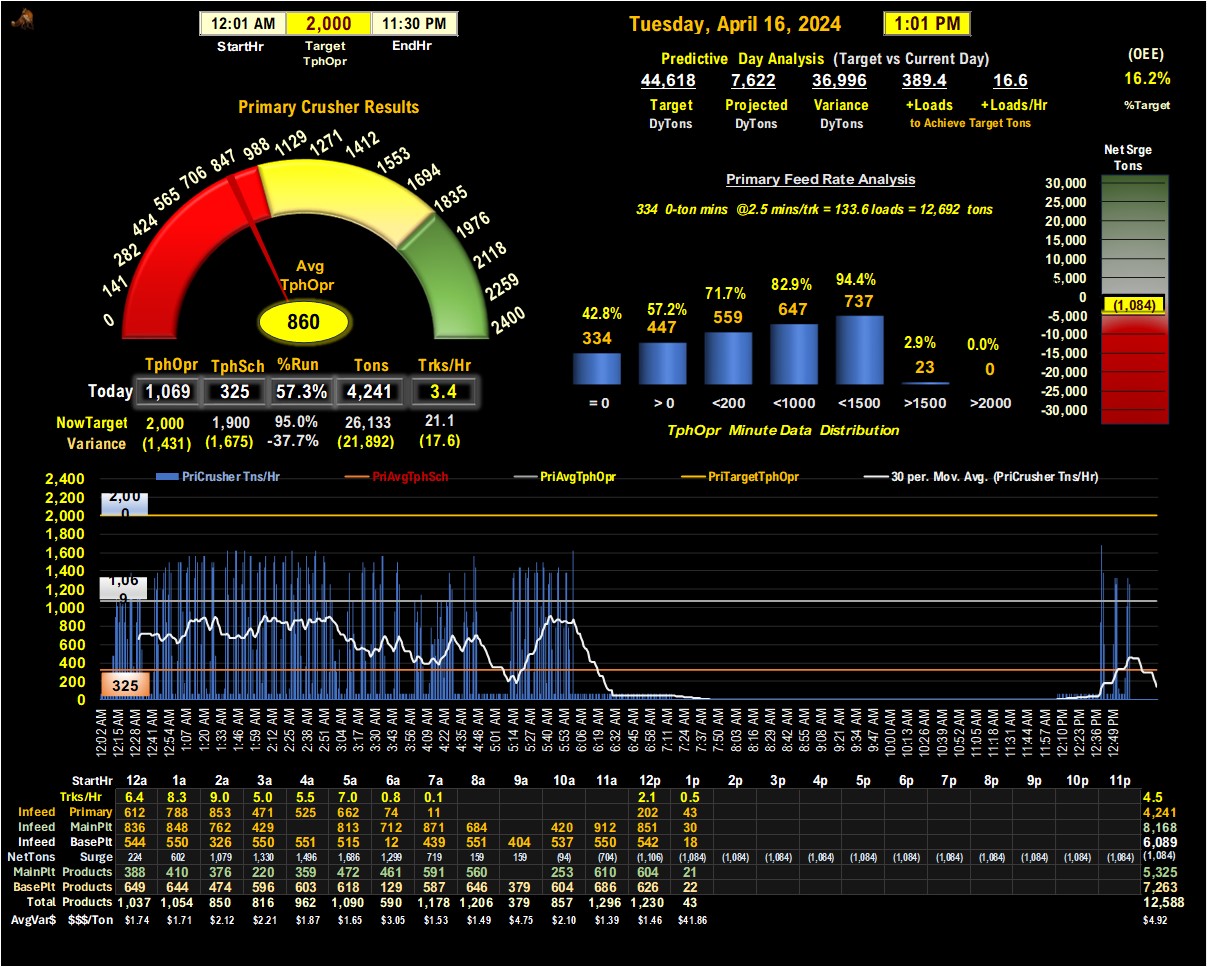 12:01 AM 2,000 11:30 PM
StartHr Target TphOpr EndHr
Tuesday, April 16, 2024 1:01 PM
Predictive Day Analysis (Target vs Current Day)
44,618 7,622 36,996 389.4 16.6
Target Projected Variance +Loads +Loads/Hr
DyTons DyTons DyTons to Achieve Target Tons
(OEE)
16.2%
%Target
Primary Crusher Results
0 141 282 424 565 706 847 988 1129 1271 1412 1553 1694 1835 1976 2118 2259 2400
Avg
TphOpr
860
TphOpr TphSch %Run Tons Trks/Hr
Today 1,069 325 57.3% 4,241 3.4
NowTarget 2,000 1,900 95.0% 26,133 21.1
Variance (1,431) (1,675) -37.7% (21,892) (17.6)
Primary Feed Rate Analysis
334 0-ton mins @2.5 mins/trk = 133.6 loads = 12,692 tons
42.8% 57.2% 71.7% 82.9% 94.4% 2.9% 0.0%
334 447 559 647 737 23 0
= 0 > 0 <200 <1000 <1500 >1500 >2000
TphOpr Minute Data Distribution
Net Srge
Tons
30,000
25,000
20,000
15,000
10,000
5,000
0
(1,084)
-5,000
-10,000
-15,000
-20,000
-25,000
-30,000
PriCrusher Tns/Hr PriAvgTphSch PriAvgTphOpr PriTargetTphOpr 30 per. Mov. Avg. (PriCrusher Tns/Hr)
2,400
2,200
2,000
1,800
1,600
1,400
1,200
1,000
800
600
400
200
0
2,00
0
1,06
9
325
12:02 AM 12:15 AM 12:28 AM 12:41 AM 12:54 AM 1:07 AM 1:20 AM 1:33 AM 1:46 AM 1:59 AM 2:12 AM 2:25 AM 2:38 AM 2:51 AM 3:04 AM 3:17 AM 3:30 AM 3:43 AM 3:56 AM 4:09 AM 4:22 AM 4:35 AM 4:48 AM 5:01 AM 5:14 AM 5:27 AM 5:40 AM 5:53 AM 6:06 AM 6:19 AM 6:32 AM 6:45 AM 6:58 AM 7:11 AM 7:24 AM 7:37 AM 7:50 AM 8:03 AM 8:16 AM 8:29 AM 8:42 AM 8:55 AM 9:08 AM 9:21 AM 9:34 AM 9:47 AM 10:00 AM 10:13 AM 10:26 AM 10:39 AM 10:52 AM 11:05 AM 11:18 AM 11:31 AM 11:44 AM 11:57 AM 12:10 PM 12:23 PM 12:36 PM 12:49 PM
StartHr 12a 1a 2a 3a 4a 5a 6a 7a 8a 9a 10a 11a 12p 1p 2p 3p 4p 5p 6p 7p 8p 9p 10p 11p
Trks/Hr 6.4 8.3 9.0 5.0 5.5 7.0 0.8 0.1 2.1 0.5 4.5
Infeed Primary 612 788 853 471 525 662 74 11 202 43 4,241
Infeed MainPlt 836 848 762 429 813 712 871 684 420 912 851 30 8,168
Infeed BasePlt 544 550 326 550 551 515 12 439 551 404 537 550 542 18 6,089
NetTons Surge 224 602 1,079 1,330 1,496 1,686 1,299 719 159 159 (94) (704) (1,106) (1,084) (1,084) (1,084) (1,084) (1,084) (1,084) (1,084) (1,084) (1,084) (1,084) (1,084) (1,084)
MainPlt Products 388 410 376 220 359 472 461 591 560 253 610 604 21 5,325
BasePlt Products 649 644 474 596 603 618 129 587 646 379 604 686 626 22 7,263
Total Products 1,037 1,054 850 816 962 1,090 590 1,178 1,206 379 857 1,296 1,230 43 12,588
AvgVar$ $$$/Ton $1.74 $1.71 $2.12 $2.21 $1.87 $1.65 $3.05 $1.53 $1.49 $4.75 $2.10 $1.39 $1.46 $41.86 $4.92